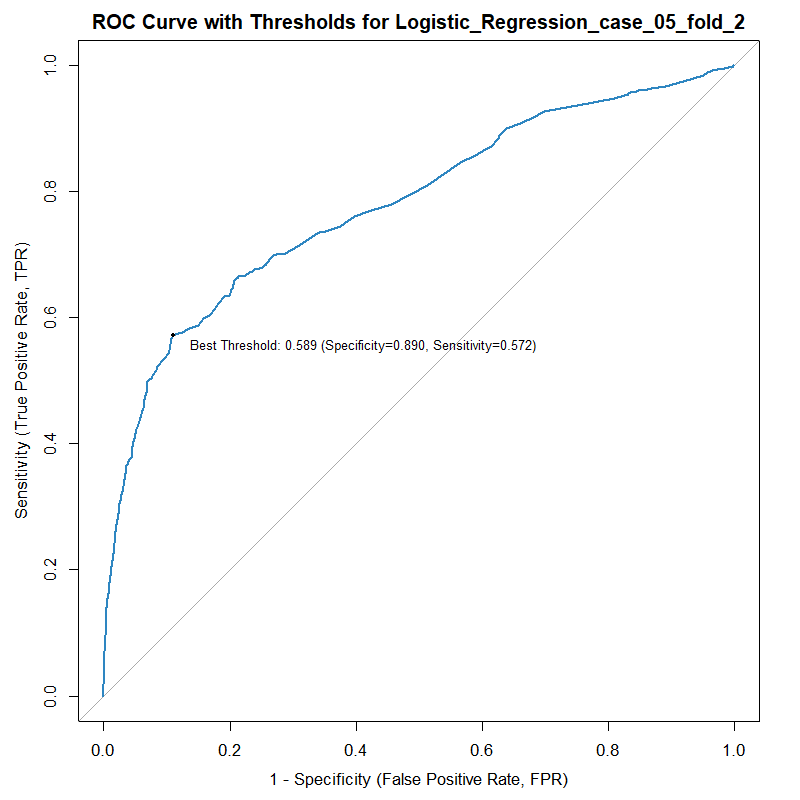 ROC Curve with Thresholds for Logistic_Regression_case_05_fold_2
Sensitivity (True Positive Rate, TPR)
1.0
0.8
0.6
0.4
0.2
0.0
Best Threshold: 0.589 (Specificity=0.890, Sensitivity=0.572)
0.0 0.2 0.4 0.6 0.8 1.0
1 - Specificity (False Positive Rate, FPR)